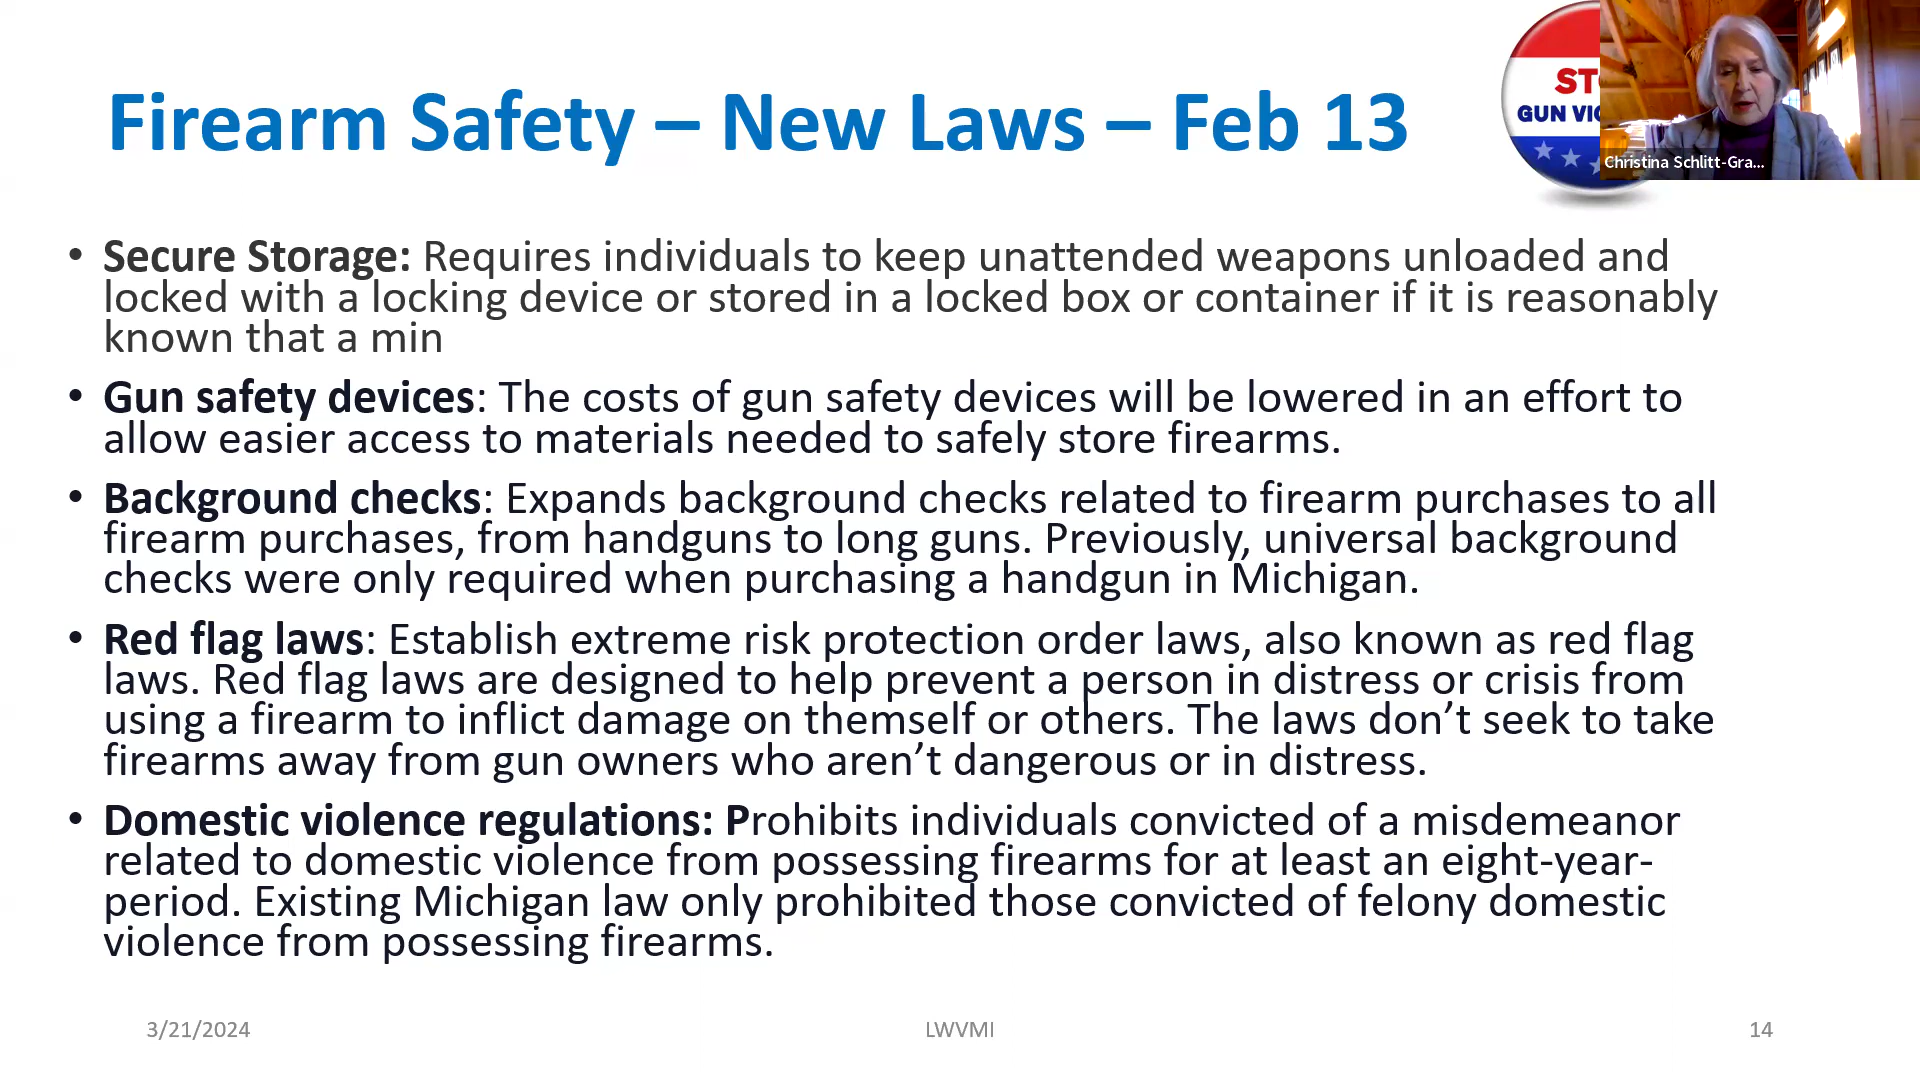 Firearm Safety – New Laws – Feb 13
GUN
Christina Schlitt-Gra...
• Secure Storage: Requires individuals to keep unattended weapons unloaded and
locked with a locking device or stored in a locked box or container if it is reasonably
known that a min
• Gun safety devices: The costs of gun safety devices will be lowered in an effort to
allow easier access to materials needed to safely store firearms.
• Background checks: Expands background checks related to firearm purchases to all
firearm purchases, from handguns to long guns. Previously, universal background
checks were only required when purchasing a handgun in Michigan.
• Red flag laws: Establish extreme risk protection order laws, also known as red flag
laws. Red flag laws are designed to help prevent a person in distress or crisis from
using a firearm to inflict damage on themself or others. The laws don’t seek to take
firearms away from gun owners who aren’t dangerous or in distress.
• Domestic violence regulations: Prohibits individuals convicted of a misdemeanor
related to domestic violence from possessing firearms for at least an eight-year-
period. Existing Michigan law only prohibited those convicted of felony domestic
violence from possessing firearms.
3/21/2024
LWVMI
14